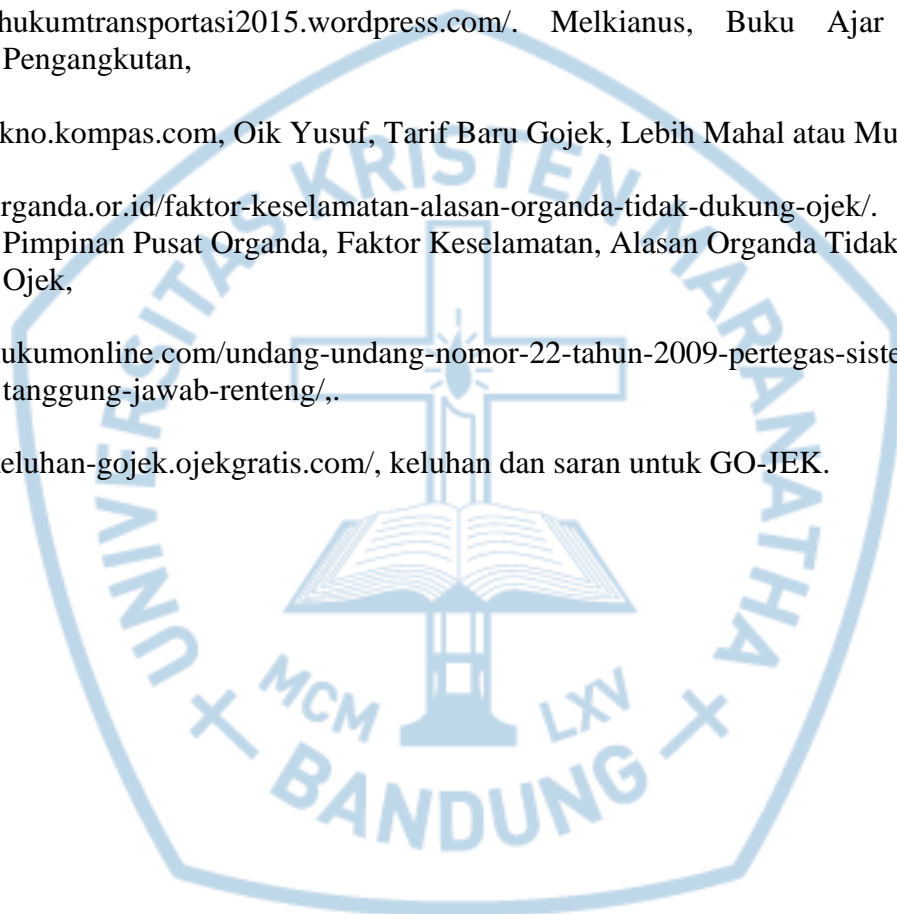 hukumtransportasi2015.wordpress.com/. Melkianus, Buku Ajar
Pengangkutan,
kno.kompas.com, Oik Yusuf, Tarif Baru Gojek, Lebih Mahal atau Mu
rganda.or.id/faktor-keselamatan-alasan-organda-tidak-dukung-ojek/.
Pimpinan Pusat Organda, Faktor Keselamatan, Alasan Organda Tidak
Ojek,
ukumonline.com/undang-undang-nomor-22-tahun-2009-pertegas-siste
tanggung-jawab-renteng/,.
eluhan-gojek.ojekgratis.com/, keluhan dan saran untuk GO-JEK.
UNIVERSITAS KRISTEN MARANATHA
MCM LXV
BANDUNG